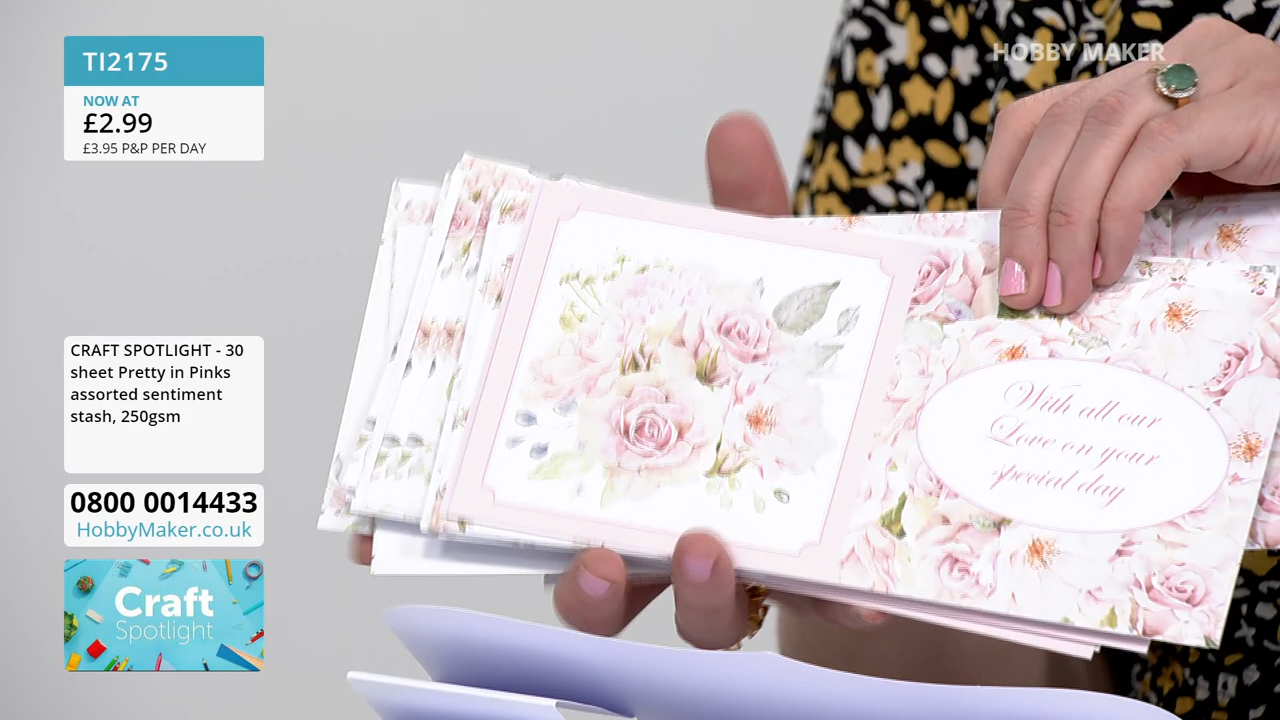 TI2175
NOW AT
£2.99
£3.95 P&P PER DAY
CRAFT SPOTLIGHT - 30
sheet Pretty in Pinks
assorted sentiment
stash, 250gsm
0800 0014433
HobbyMaker.co.uk
Craft
Spotlight
HOBBY MAKER
With all our
Love on your
special day